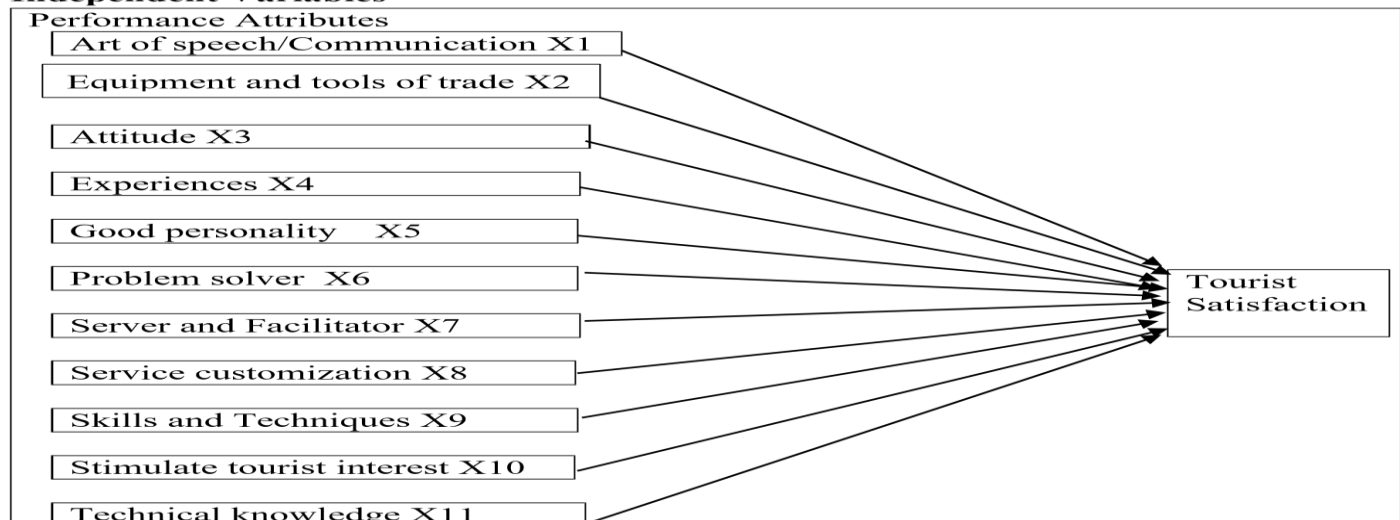 Independent Variables
Performance Attributes
Art of speech/Communication X1
Equipment and tools of trade X2
Attitude X3
Experiences X4
Good personality X5
Problem solver X6
Server and Facilitator X7
Service customization X8
Skills and Techniques X9
Stimulate tourist interest X10
Technical knowledge X11
Tourist
Satisfaction